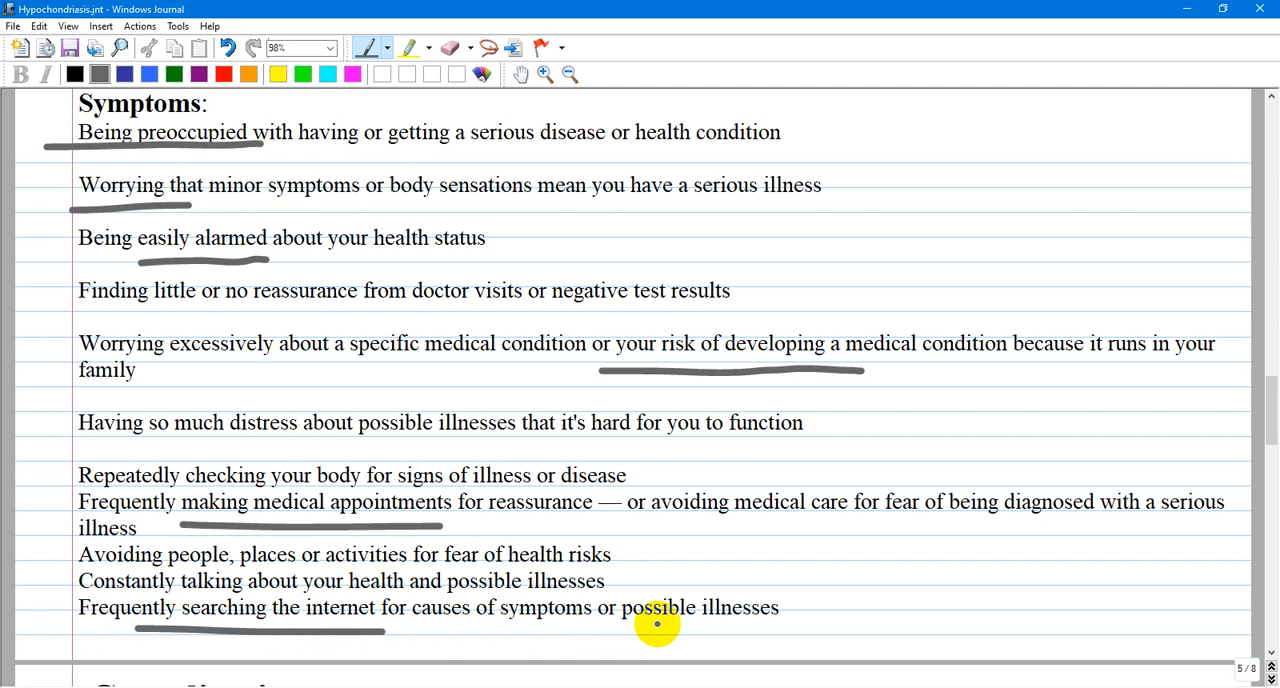 Hypochondriasis.jnt - Windows Journal
File Edit View Insert Actions Tools Help
98%
B I
Symptoms:
Being preoccupied with having or getting a serious disease or health condition
Worrying that minor symptoms or body sensations mean you have a serious illness
Being easily alarmed about your health status
Finding little or no reassurance from doctor visits or negative test results
Worrying excessively about a specific medical condition or your risk of developing a medical condition because it runs in your
family
Having so much distress about possible illnesses that it's hard for you to function
Repeatedly checking your body for signs of illness or disease
Frequently making medical appointments for reassurance — or avoiding medical care for fear of being diagnosed with a serious
illness
Avoiding people, places or activities for fear of health risks
Constantly talking about your health and possible illnesses
Frequently searching the internet for causes of symptoms or possible illnesses
5 / 8